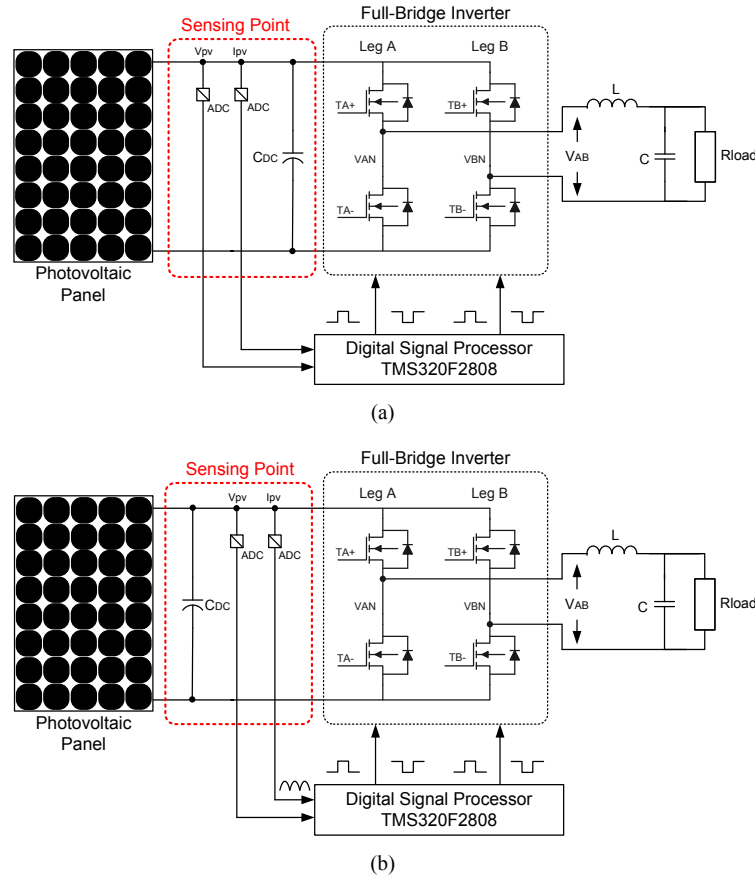 Sensing Point
Full-Bridge Inverter
Vpv Ipv
Leg A Leg B
ADC ADC
TA+ TB+
L
CDC
VAN VBN
VAB
C
Rload
TA- TB-
Photovoltaic
Panel
Digital Signal Processor
TMS320F2808
(a)
Sensing Point
Full-Bridge Inverter
Vpv Ipv
Leg A Leg B
ADC ADC
TA+ TB+
L
CDC
VAN VBN
VAB
C
Rload
TA- TB-
Photovoltaic
Panel
Digital Signal Processor
TMS320F2808
(b)